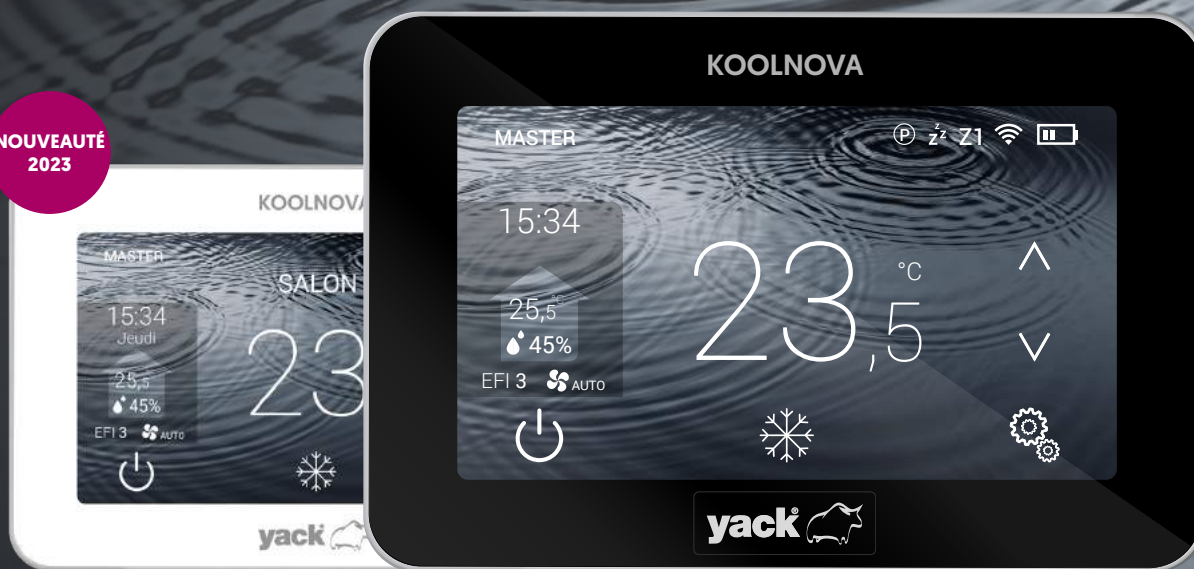 NOUVEAUTÉ
2023
KOOLNOVA
MASTER
SALON
15:34
Jeudi
23
25,5°C
45%
EFI 3 AUTO
yack
KOOLNOVA
MASTER
P zzz Z1
15:34
23,5 °C
25,5°C
45%
EFI 3 AUTO
yack